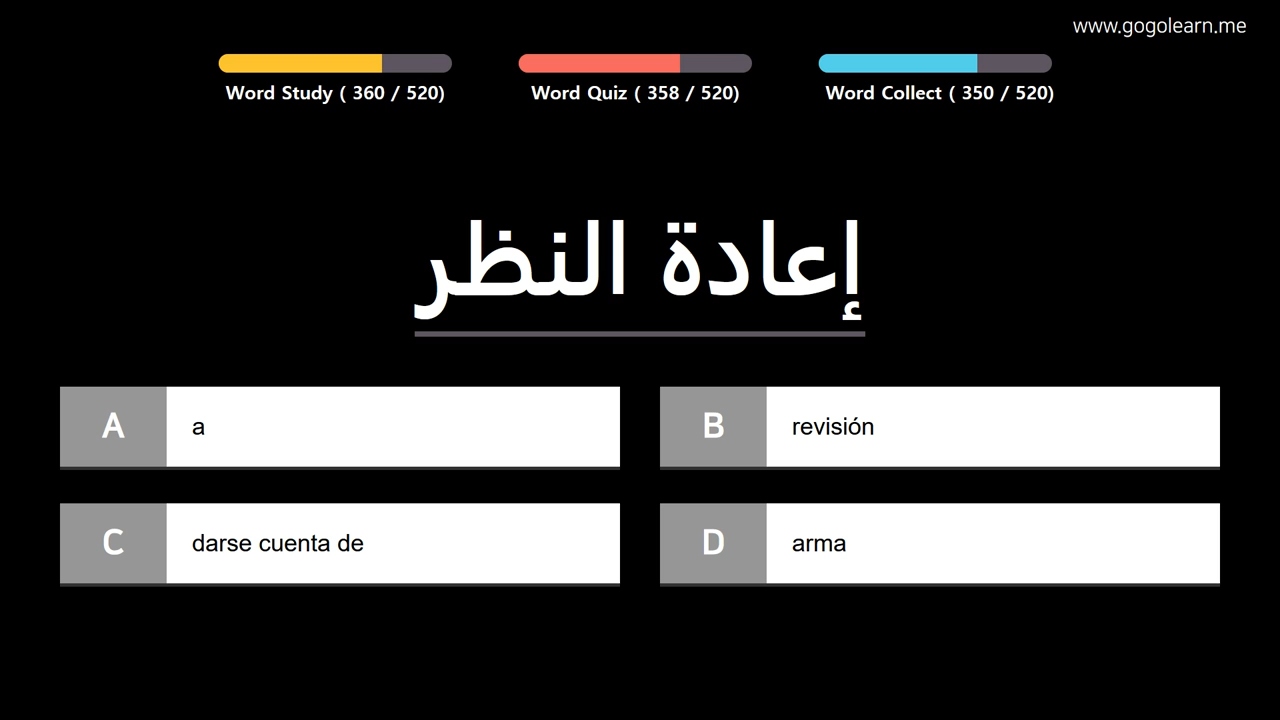 www.gogolearn.me
Word Study ( 360 / 520)
Word Quiz ( 358 / 520)
Word Collect ( 350 / 520)
إعادة النظر
A
a
B
revisión
C
darse cuenta de
D
arma